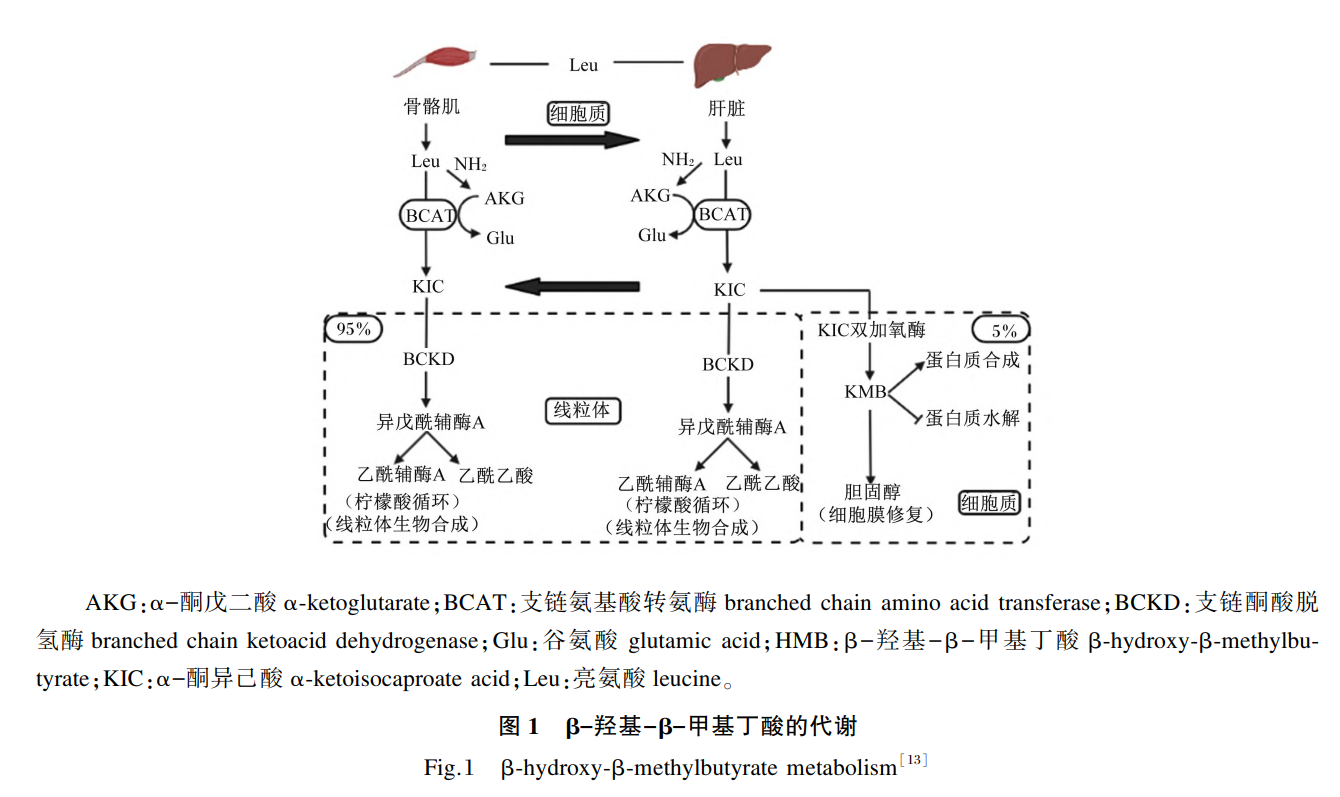 Leu
骨骼肌
细胞质
肝脏
Leu
NH₂
NH₂
Leu
AKG
AKG
BCAT
BCAT
Glu
Glu
KIC
KIC
95%
KIC双加氧酶
5%
BCKD
BCKD
蛋白质合成
KMB
线粒体
蛋白质水解
异戊酰辅酶A
异戊酰辅酶A
乙酰辅酶A
乙酰乙酸
乙酰辅酶A
乙酰乙酸
胆固醇
(柠檬酸循环)
(柠檬酸循环)
(细胞膜修复)
细胞质
(线粒体生物合成)
(线粒体生物合成)
AKG:α-酮戊二酸 α-ketoglutarate;BCAT:支链氨基酸转氨酶 branched chain amino acid transferase;BCKD:支链酮酸脱
氢酶 branched chain ketoacid dehydrogenase;Glu:谷氨酸 glutamic acid;HMB:β-羟基-β-甲基丁酸 β-hydroxy-β-methylbu-
tyrate;KIC:α-酮异己酸 α-ketoisocaproate acid;Leu:亮氨酸 leucine。
图 1 β-羟基-β-甲基丁酸的代谢
Fig.1 β-hydroxy-β-methylbutyrate metabolism[13]